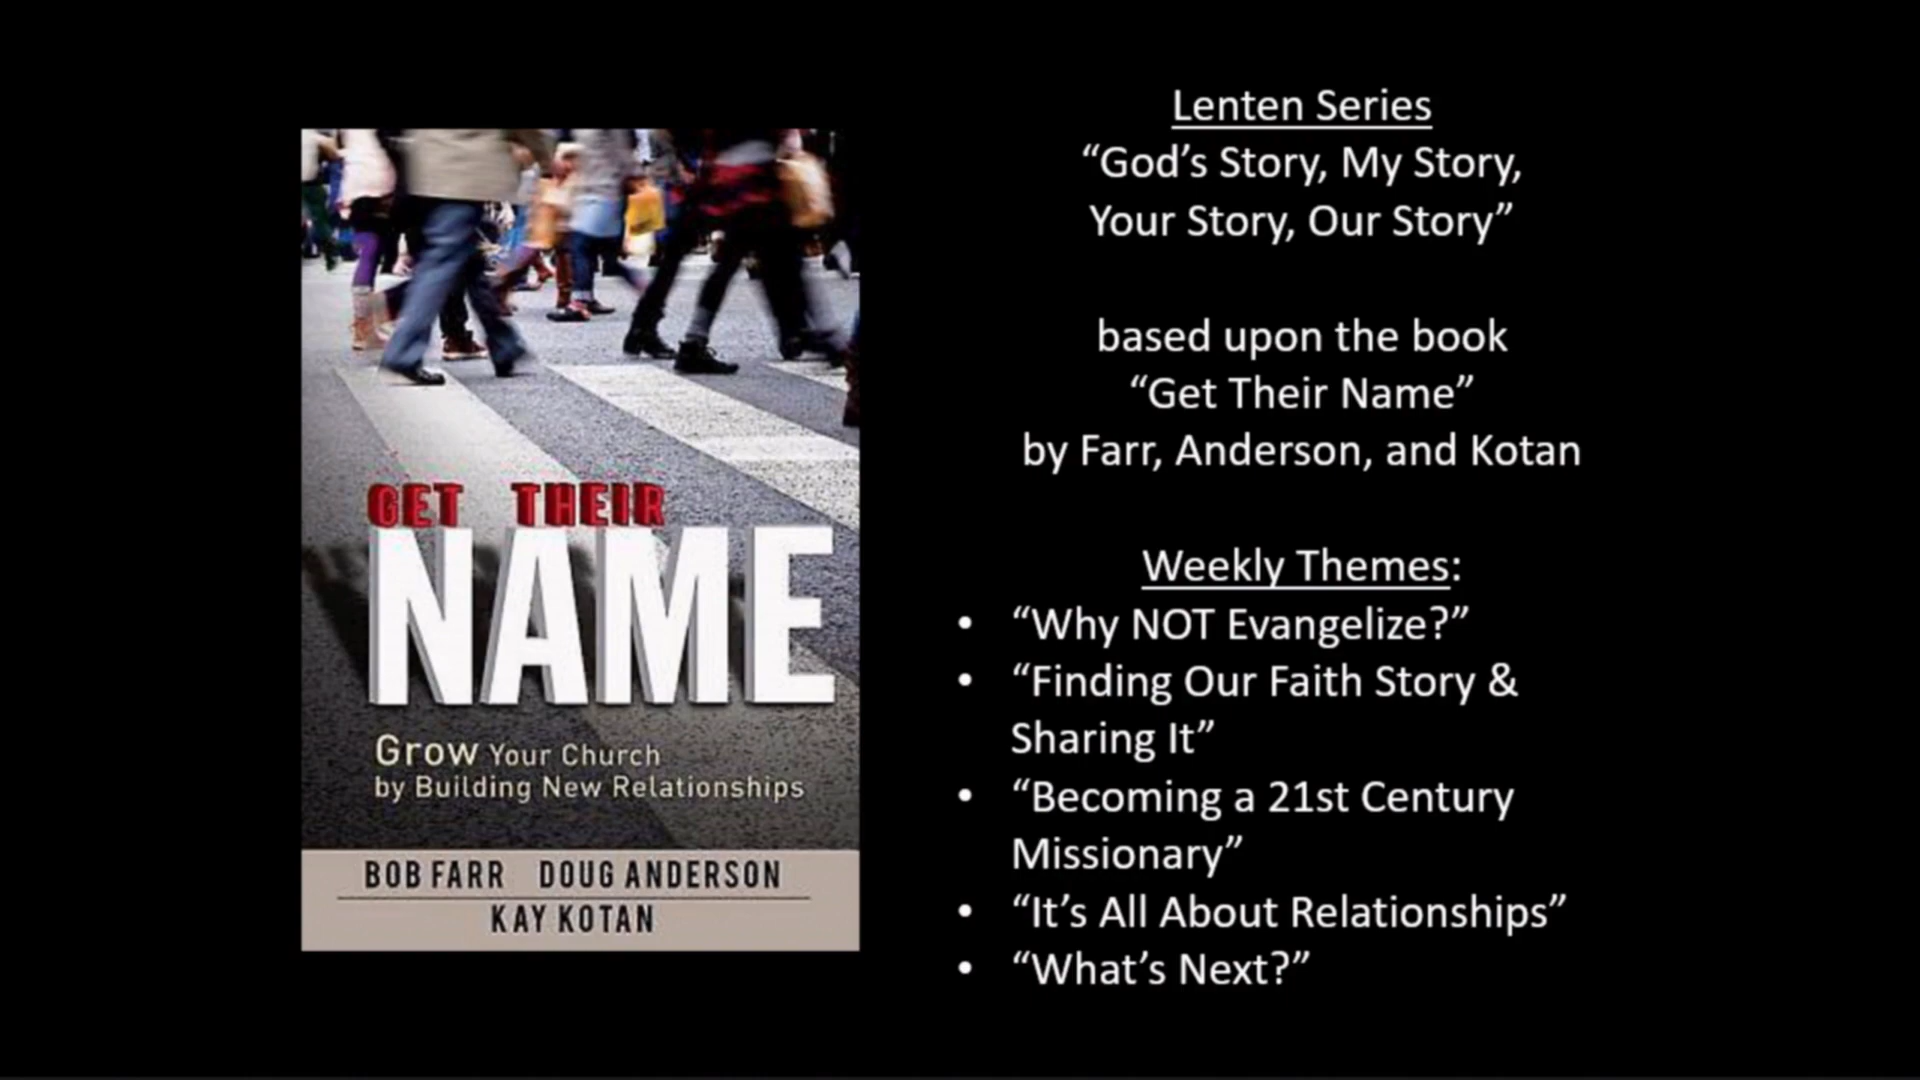 GET THEIR
NAME
Grow Your Church
by Building New Relationships
BOB FARR DOUG ANDERSON
KAY KOTAN
Lenten Series
“God’s Story, My Story,
Your Story, Our Story”
based upon the book
“Get Their Name”
by Farr, Anderson, and Kotan
Weekly Themes:
• “Why NOT Evangelize?”
• “Finding Our Faith Story &
Sharing It”
• “Becoming a 21st Century
Missionary”
• “It’s All About Relationships”
• “What’s Next?”